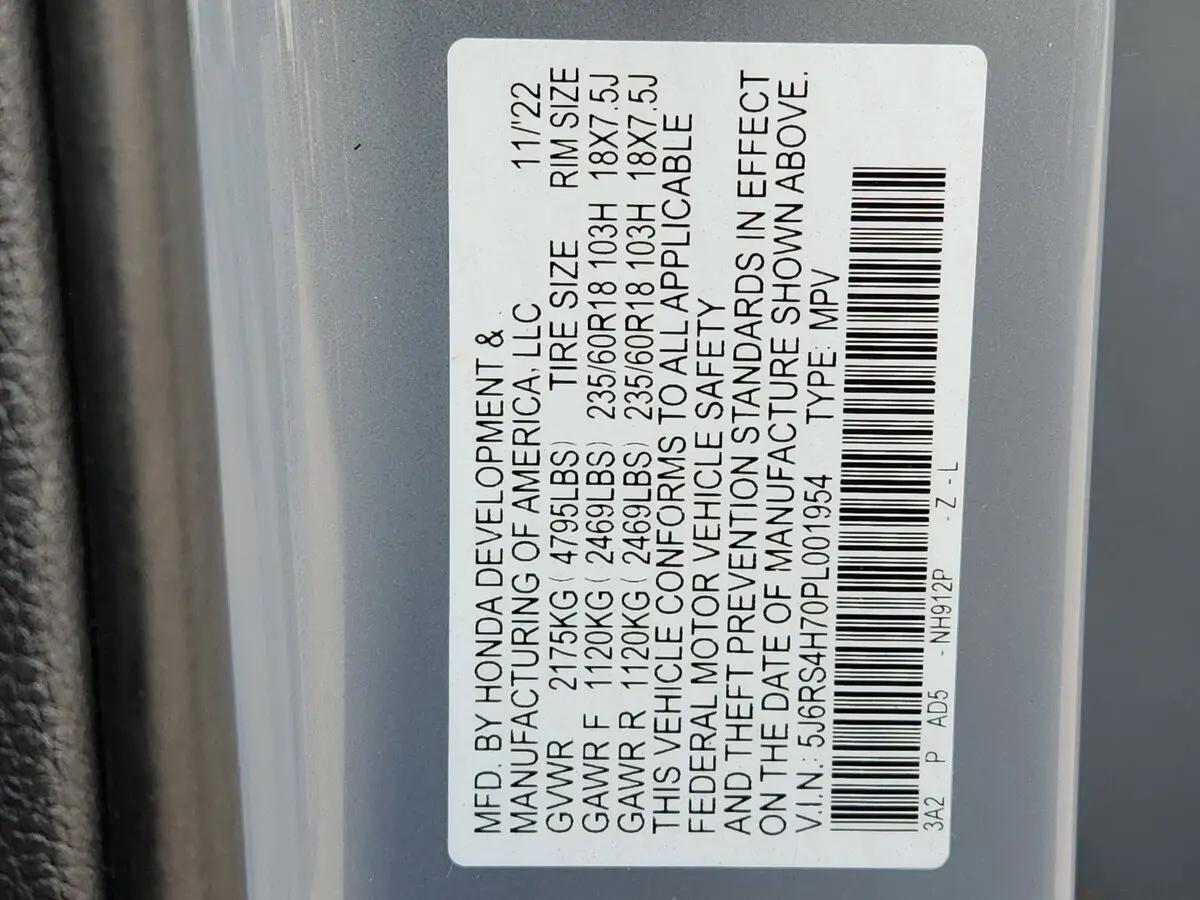 MFD. BY HONDA DEVELOPMENT &
MANUFACTURING OF AMERICA, LLC 11/'22
GVWR 2175KG ( 4795LBS) TIRE SIZE RIM SIZE
GAWR F 1120KG ( 2469LBS) 235/60R18 103H 18X7.5J
GAWR R 1120KG ( 2469LBS) 235/60R18 103H 18X7.5J
THIS VEHICLE CONFORMS TO ALL APPLICABLE
FEDERAL MOTOR VEHICLE SAFETY
AND THEFT PREVENTION STANDARDS IN EFFECT
ON THE DATE OF MANUFACTURE SHOWN ABOVE.
V.I.N.: 5J6RS4H70PL001954 TYPE: MPV
3A2 P AD5 -NH912P -Z-L